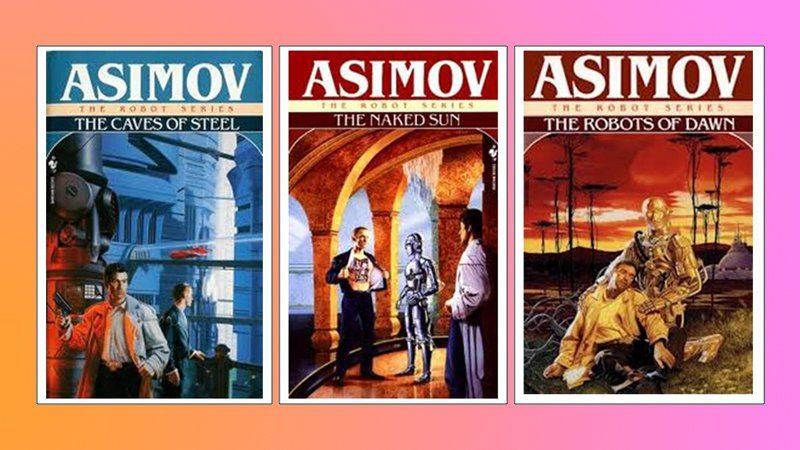 ASIMOV
THE ROBOT SERIES
THE CAVES OF STEEL
ASIMOV
THE ROBOT SERIES
THE NAKED SUN
ASIMOV
THE ROBOT SERIES
THE ROBOTS OF DAWN